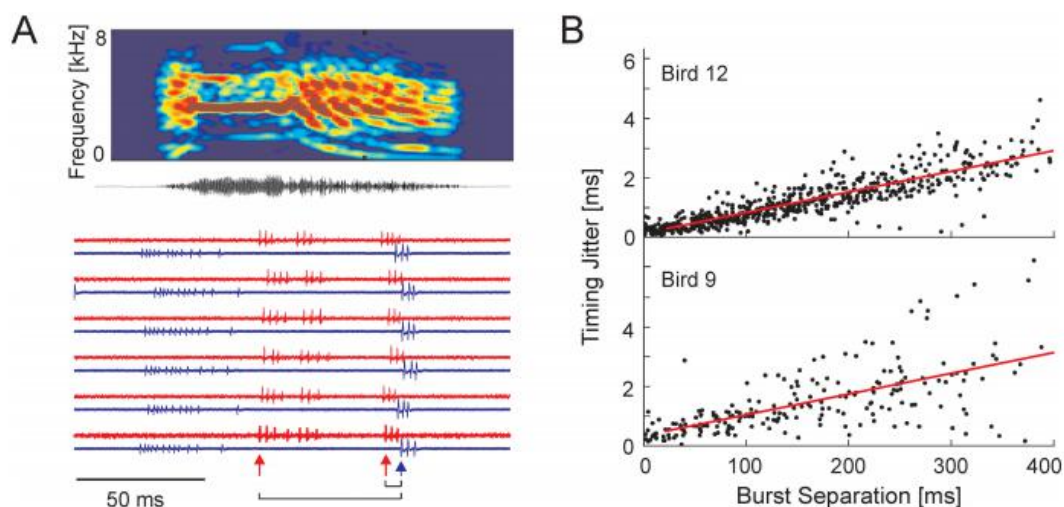 A
Frequency [kHz]
8
0
50 ms
B
Timing Jitter [ms]
6
4
2
0
Bird 12
4
2
0
Bird 9
0
100
200
300
400
Burst Separation [ms]